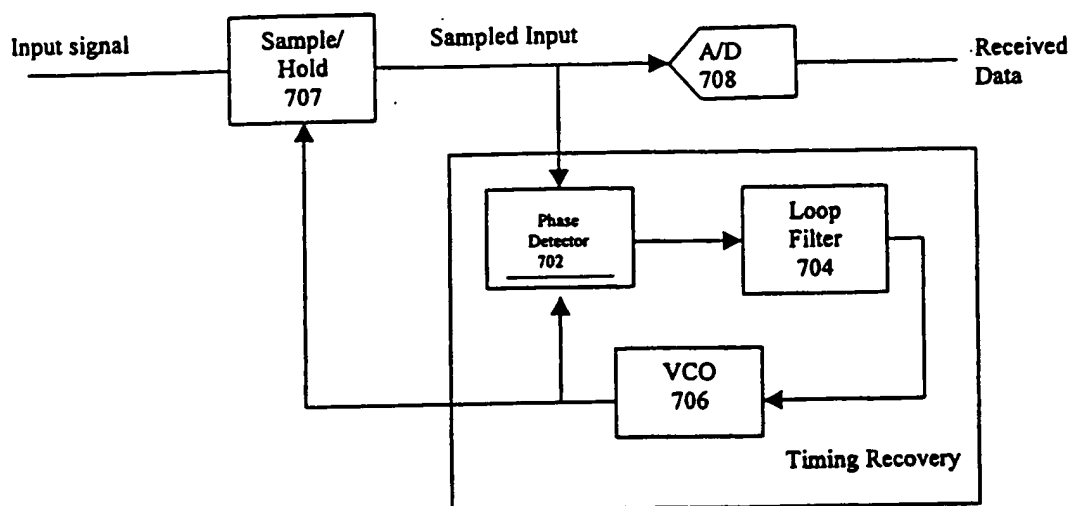 Input signal
Sample/
Hold
707
Sampled Input
A/D
708
Received
Data
Phase
Detector
702
Loop
Filter
704
VCO
706
Timing Recovery